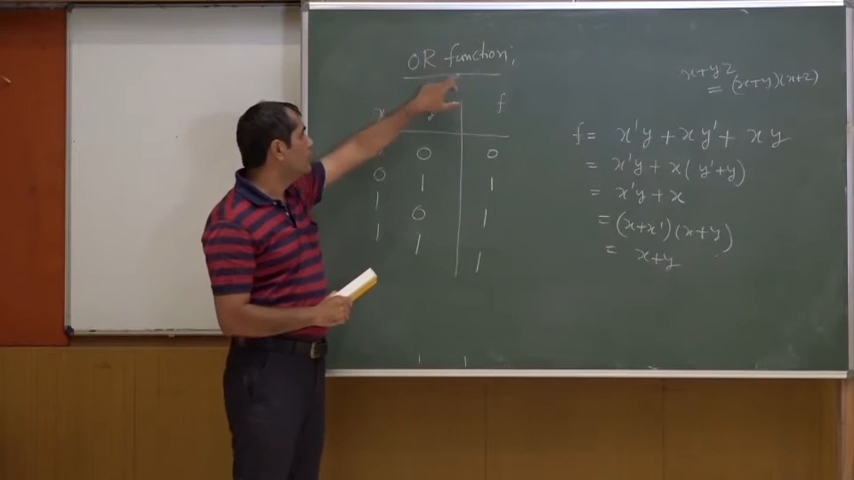 OR function;
x f
0 0
0 1 1
1 0 1
1 1 1
x+yz
= (x+y)(x+z)
f = x'y + xy' + xy
= x'y + x(y'+y)
= x'y + x
= (x+x')(x+y)
= x+y